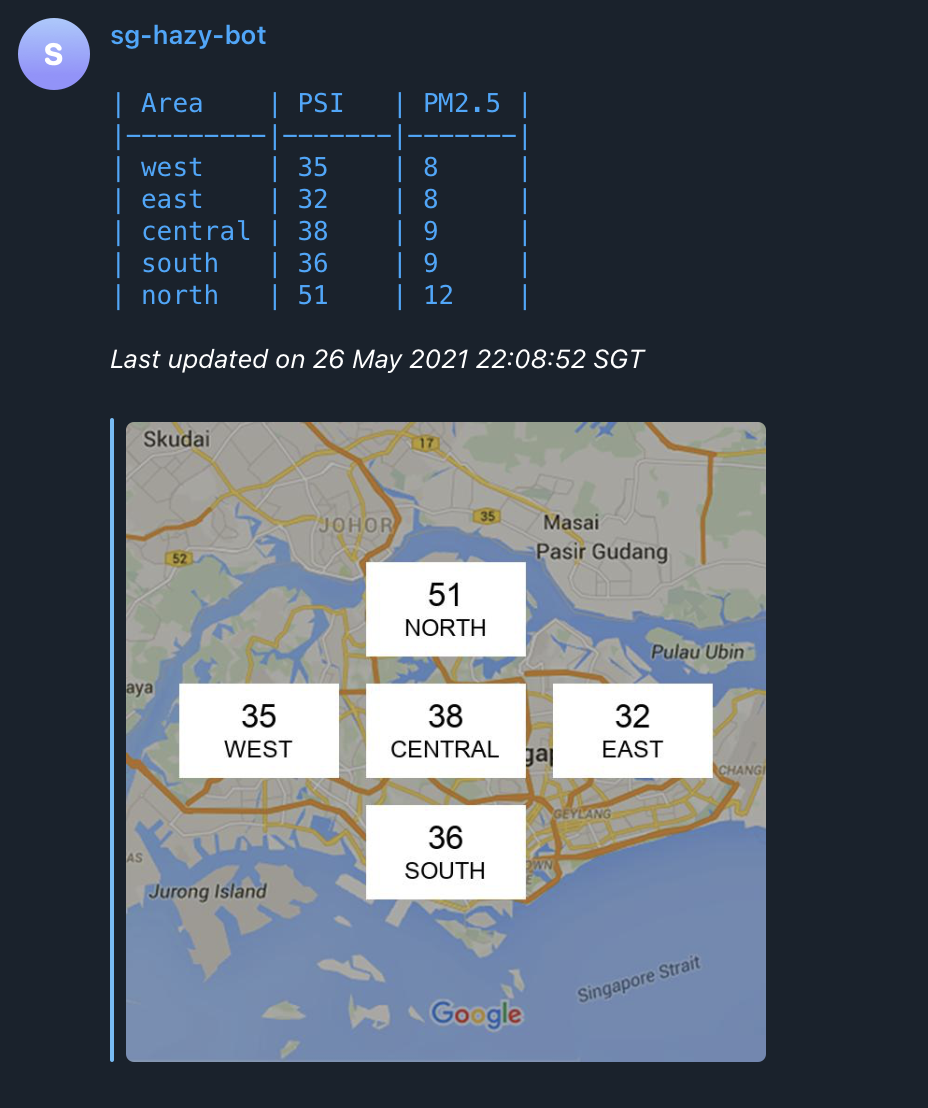 S
sg-hazy-bot
| Area | PSI | PM2.5 |
|---------|-------|-------|
| west | 35 | 8 |
| east | 32 | 8 |
| central | 38 | 9 |
| south | 36 | 9 |
| north | 51 | 12 |
Last updated on 26 May 2021 22:08:52 SGT
Skudai
17
JOHOR
35
Masai
52
Pasir Gudang
51
NORTH
Pulau Ubin
aya
35
WEST
38
CENTRAL
gap
32
EAST
CHANGI
GEYLANG
36
SOUTH
AS
OWN
Jurong Island
Singapore Strait
Google